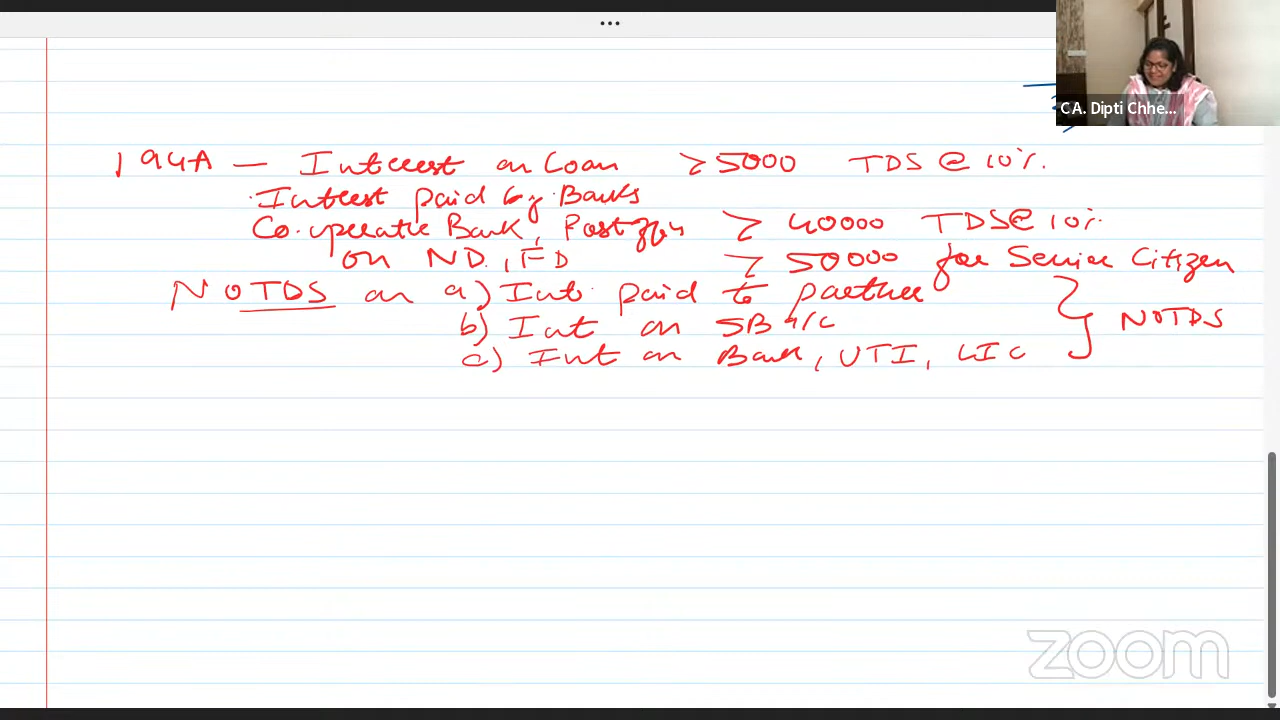 •••
CA. Dipti Chhe...
194A — Interest on Loan > 5000 TDS @ 10%.
Interest paid by Banks
Co-operative Bank, Post > 40000 TDS @ 10%
on ND., FD > 50000 for Senior Citizen
NO TDS on a) Int. paid to partner
b) Int on SB A/C
c) Int on Bank, UTI, LIC
NO TDS
zoom